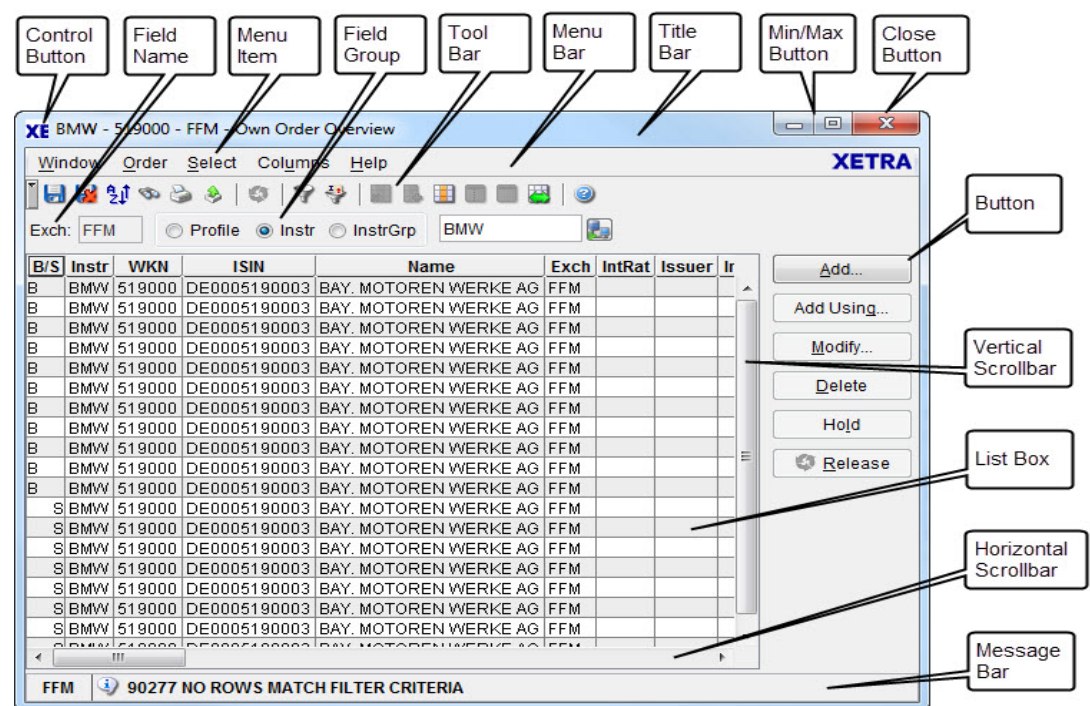 Control Button
Field Name
Menu Item
Field Group
Tool Bar
Menu Bar
Title Bar
Min/Max Button
Close Button
XE BMW - 519000 - FFM - Own Order Overview
Window Order Select Columns Help XETRA
Exch: FFM Profile Instr InstrGrp BMW
Button
B/S Instr WKN ISIN Name Exch IntRat Issuer Ir
B BMW 519000 DE0005190003 BAY. MOTOREN WERKE AG FFM
B BMW 519000 DE0005190003 BAY. MOTOREN WERKE AG FFM
B BMW 519000 DE0005190003 BAY. MOTOREN WERKE AG FFM
B BMW 519000 DE0005190003 BAY. MOTOREN WERKE AG FFM
B BMW 519000 DE0005190003 BAY. MOTOREN WERKE AG FFM
B BMW 519000 DE0005190003 BAY. MOTOREN WERKE AG FFM
B BMW 519000 DE0005190003 BAY. MOTOREN WERKE AG FFM
B BMW 519000 DE0005190003 BAY. MOTOREN WERKE AG FFM
B BMW 519000 DE0005190003 BAY. MOTOREN WERKE AG FFM
B BMW 519000 DE0005190003 BAY. MOTOREN WERKE AG FFM
B BMW 519000 DE0005190003 BAY. MOTOREN WERKE AG FFM
S BMW 519000 DE0005190003 BAY. MOTOREN WERKE AG FFM
S BMW 519000 DE0005190003 BAY. MOTOREN WERKE AG FFM
S BMW 519000 DE0005190003 BAY. MOTOREN WERKE AG FFM
S BMW 519000 DE0005190003 BAY. MOTOREN WERKE AG FFM
S BMW 519000 DE0005190003 BAY. MOTOREN WERKE AG FFM
S BMW 519000 DE0005190003 BAY. MOTOREN WERKE AG FFM
S BMW 519000 DE0005190003 BAY. MOTOREN WERKE AG FFM
Add...
Add Using...
Modify...
Delete
Hold
Release
Vertical Scrollbar
List Box
Horizontal Scrollbar
Message Bar
FFM 90277 NO ROWS MATCH FILTER CRITERIA